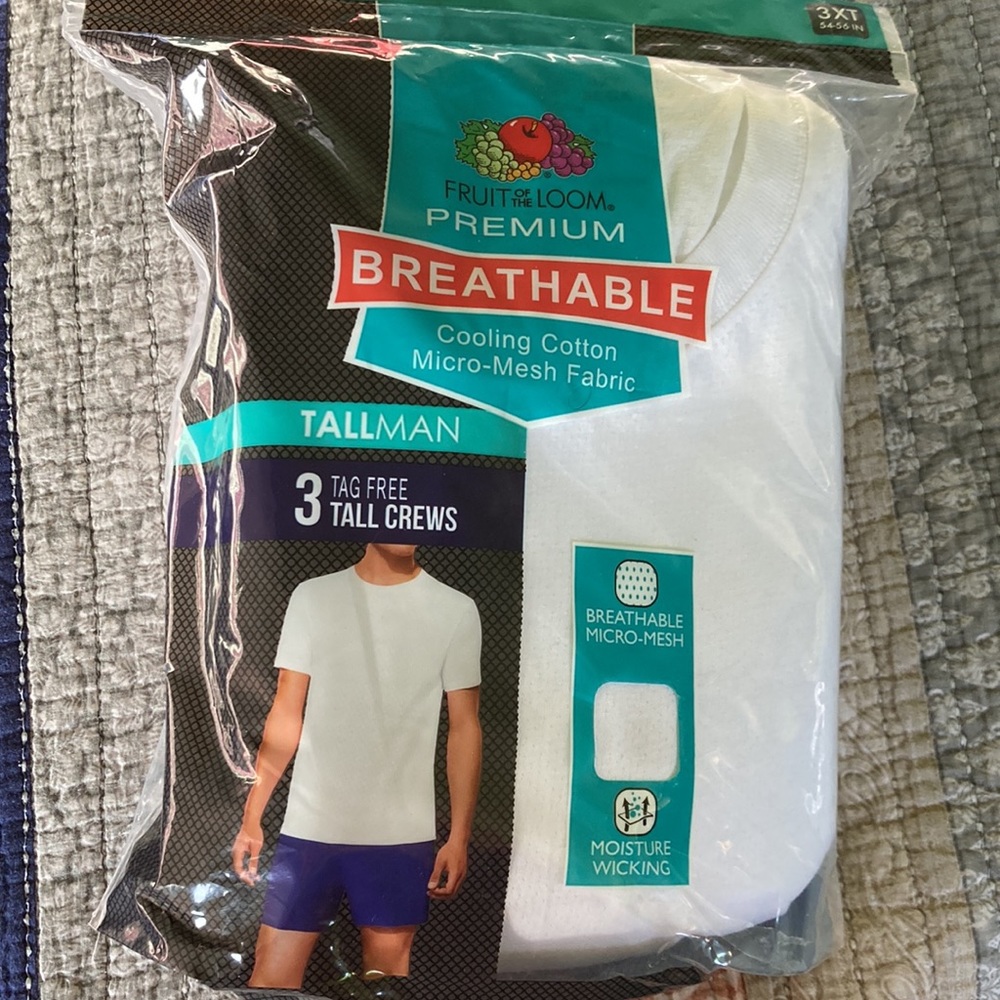 3XT
54-56 IN
FRUIT OF THE LOOM®
PREMIUM
BREATHABLE
Cooling Cotton
Micro-Mesh Fabric
TALLMAN
3 TAG FREE
TALL CREWS
BREATHABLE
MICRO-MESH
MOISTURE
WICKING